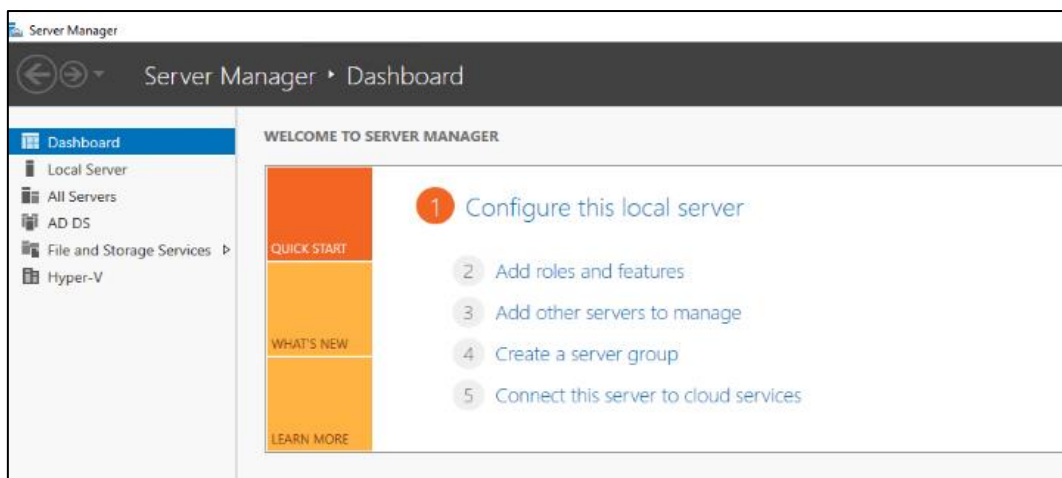 Server Manager
Server Manager ‣ Dashboard
Dashboard
Local Server
All Servers
AD DS
File and Storage Services
Hyper-V
WELCOME TO SERVER MANAGER
QUICK START
WHAT'S NEW
LEARN MORE
1 Configure this local server
2 Add roles and features
3 Add other servers to manage
4 Create a server group
5 Connect this server to cloud services